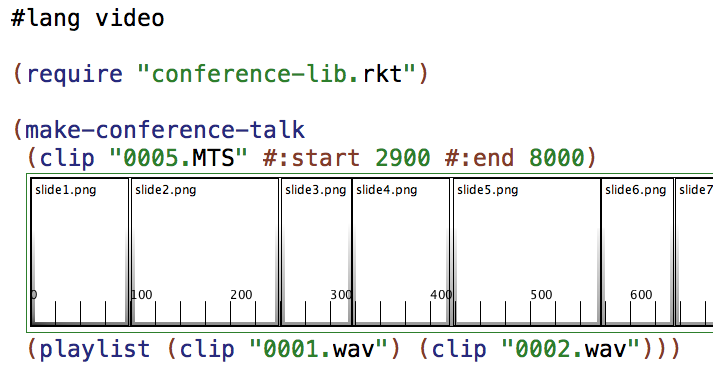 #lang video
(require "conference-lib.rkt")
(make-conference-talk
(clip "0005.MTS" #:start 2900 #:end 8000)
slide1.png slide2.png slide3.png slide4.png slide5.png slide6.png slide7
0 100 200 300 400 500 600
(playlist (clip "0001.wav") (clip "0002.wav")))